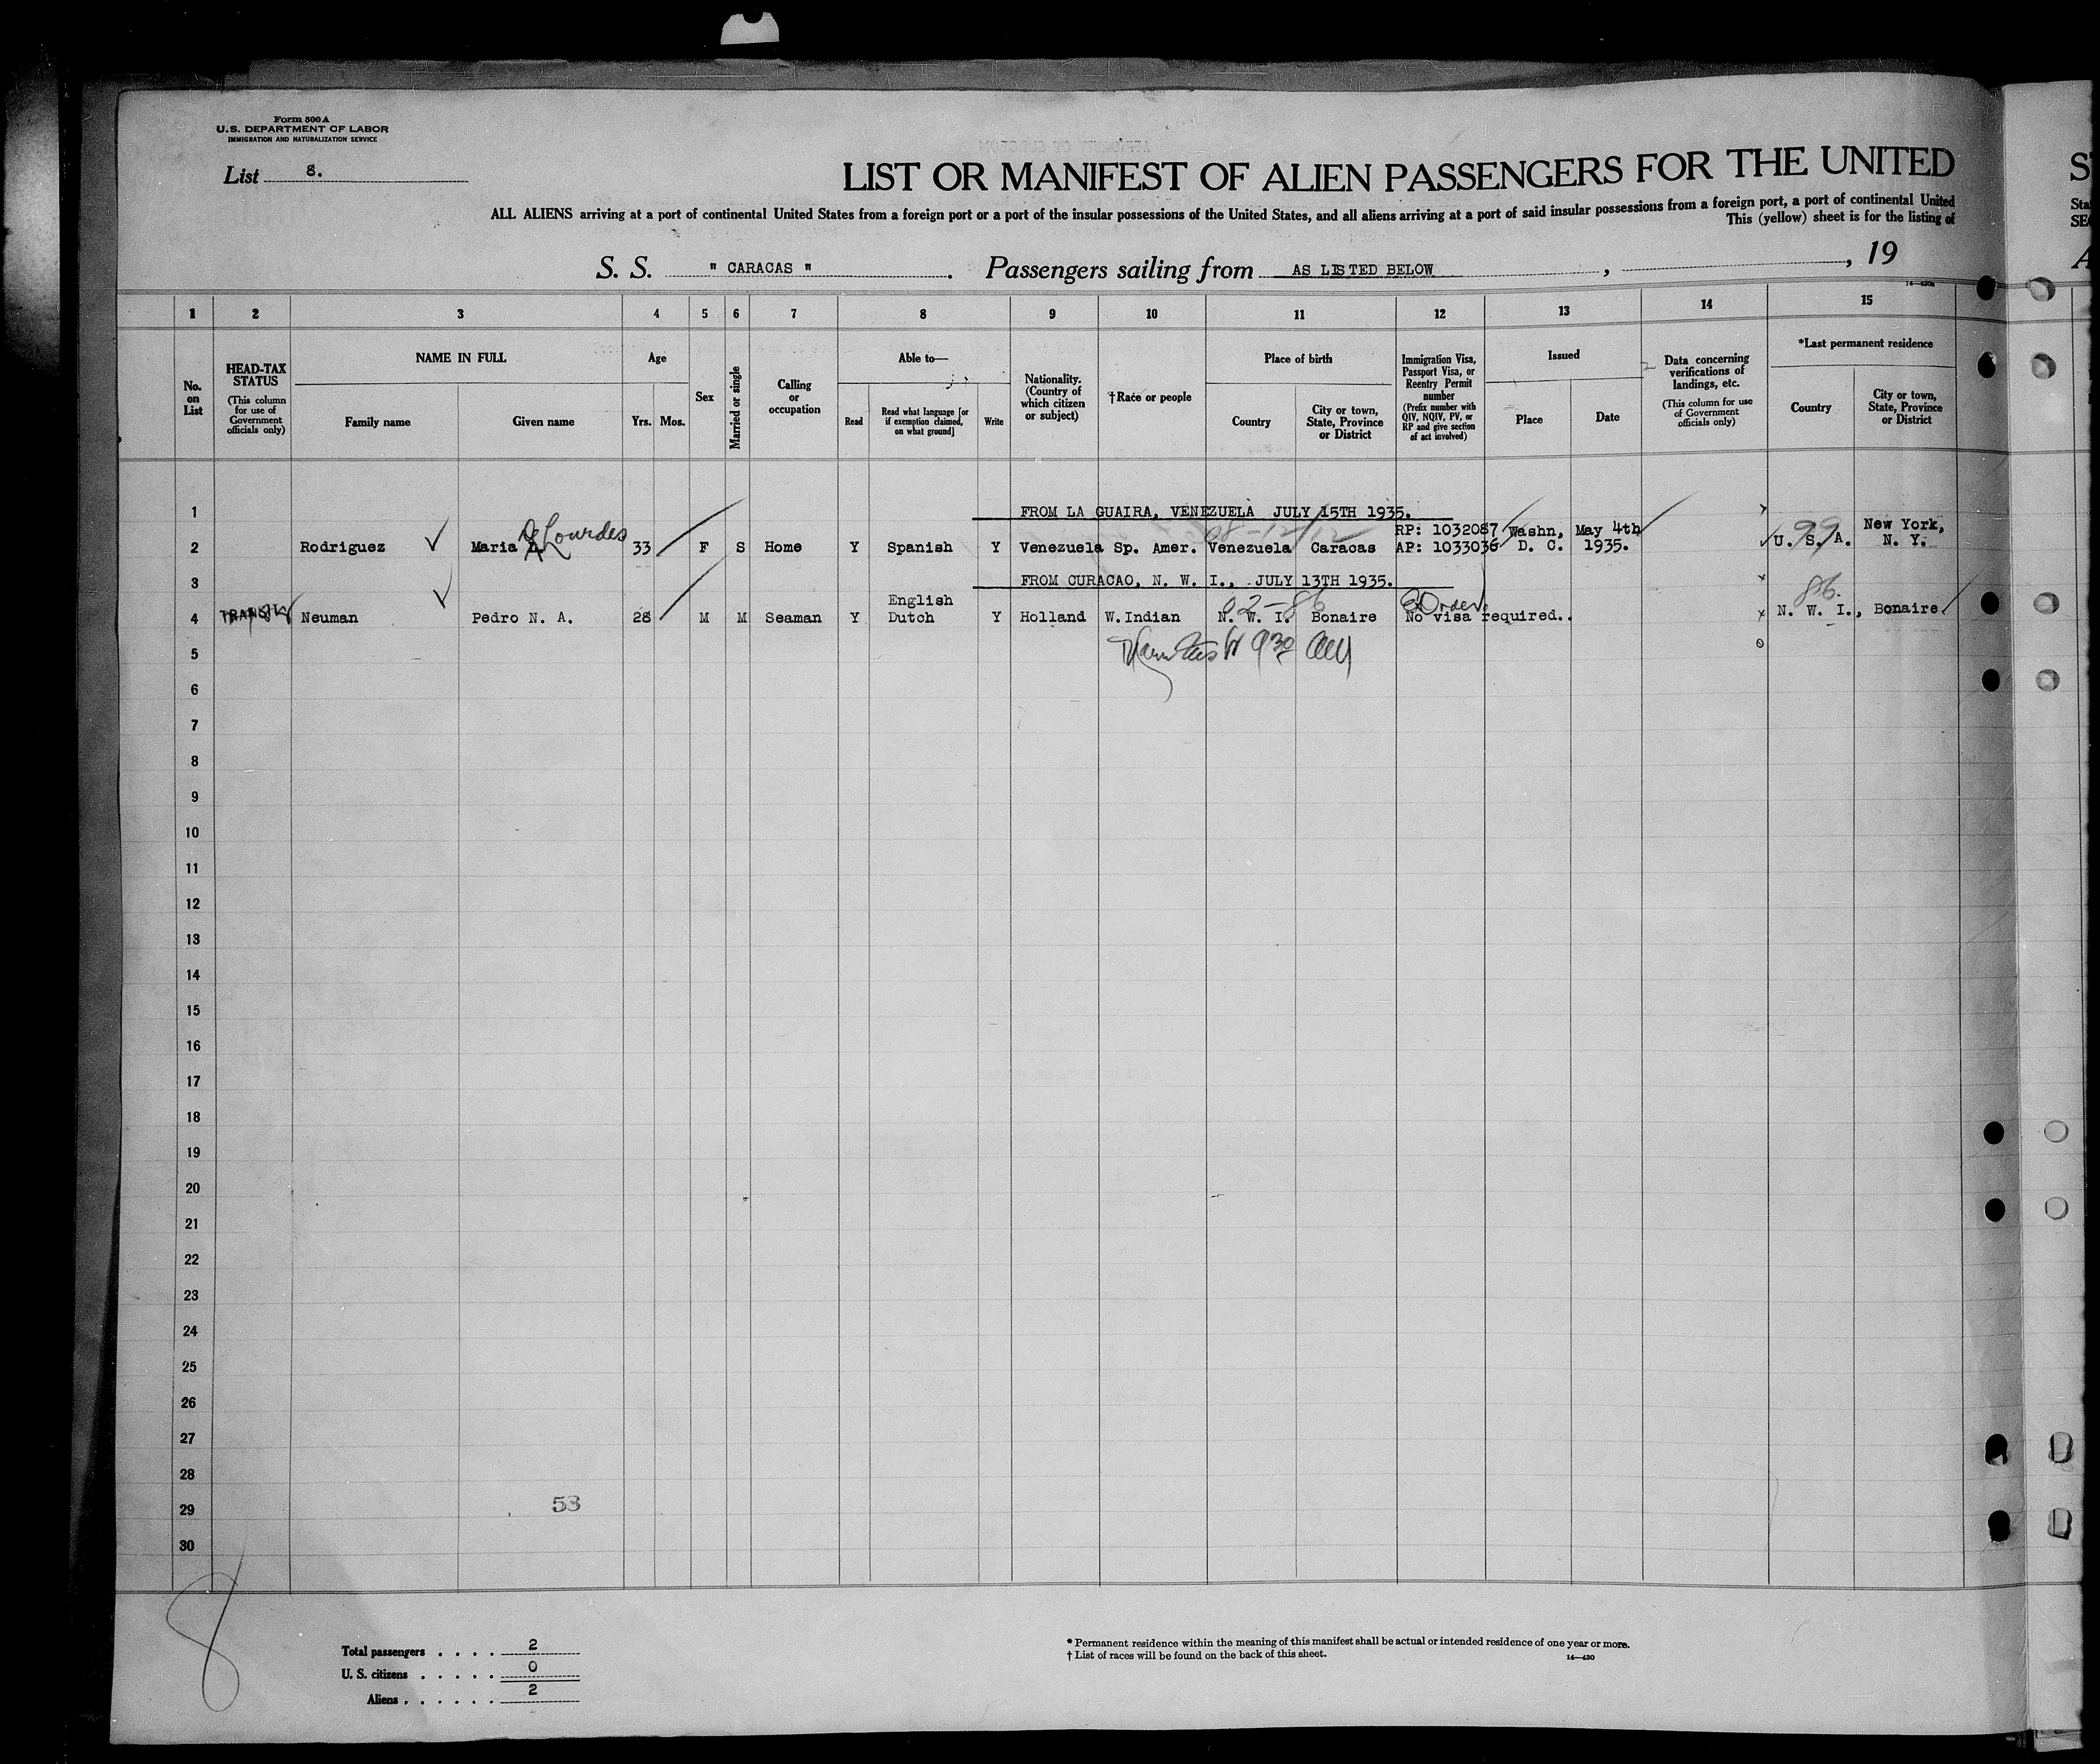 Form 500 A
U. S. DEPARTMENT OF LABOR
IMMIGRATION AND NATURALIZATION SERVICE
List 8.
LIST OR MANIFEST OF ALIEN PASSENGERS FOR THE UNITED
ALL ALIENS arriving at a port of continental United States from a foreign port or a port of the insular possessions of the United States, and all aliens arriving at a port of said insular possessions from a foreign port, a port of continental United
This (yellow) sheet is for the listing of
S. S. " CARACAS " . Passengers sailing from AS LISTED BELOW , , 19
1 2 3 4 5 6 7 8 9 10 11 12 13 14 15
No. on List
HEAD-TAX STATUS
(This column for use of Government officials only)
NAME IN FULL
Family name
Given name
Age
Yrs. Mos.
Sex
Married or single
Calling or occupation
Able to—
Read
Read what language [or if exemption claimed, on what ground]
Write
Nationality. (Country of which citizen or subject)
†Race or people
Place of birth
Country
City or town, State, Province or District
Immigration Visa, Passport Visa, or Reentry Permit number
(Prefix number with QIV, NQIV, PV, or RP and give section of act involved)
Issued
Place
Date
Data concerning verifications of landings, etc.
(This column for use of Government officials only)
*Last permanent residence
Country
City or town, State, Province or District
1 FROM LA GUAIRA, VENEZUELA JULY 15TH 1935.
RP: 1032087 Washn, May 4th New York,
2 Rodriguez Maria de Lourdes 33 F S Home Y Spanish Y Venezuela Sp. Amer. Venezuela Caracas AP: 1033036 D. C. 1935. U. S. A. N. Y.
99
3 FROM CURACAO, N. W. I., JULY 13TH 1935.
English 02-86 86.
4 TRANSIT Neuman Pedro N. A. 28 M M Seaman Y Dutch Y Holland W.Indian N. W. I. Bonaire No visa required.. N. W. I., Bonaire
5
6
7
8
9
10
11
12
13
14
15
16
17
18
19
20
21
22
23
24
25
26
27
28
29 53
30
8
Total passengers . . . . 2
U. S. citizens . . . . . 0
Aliens . . . . . . 2
* Permanent residence within the meaning of this manifest shall be actual or intended residence of one year or more.
† List of races will be found on the back of this sheet.
14—430